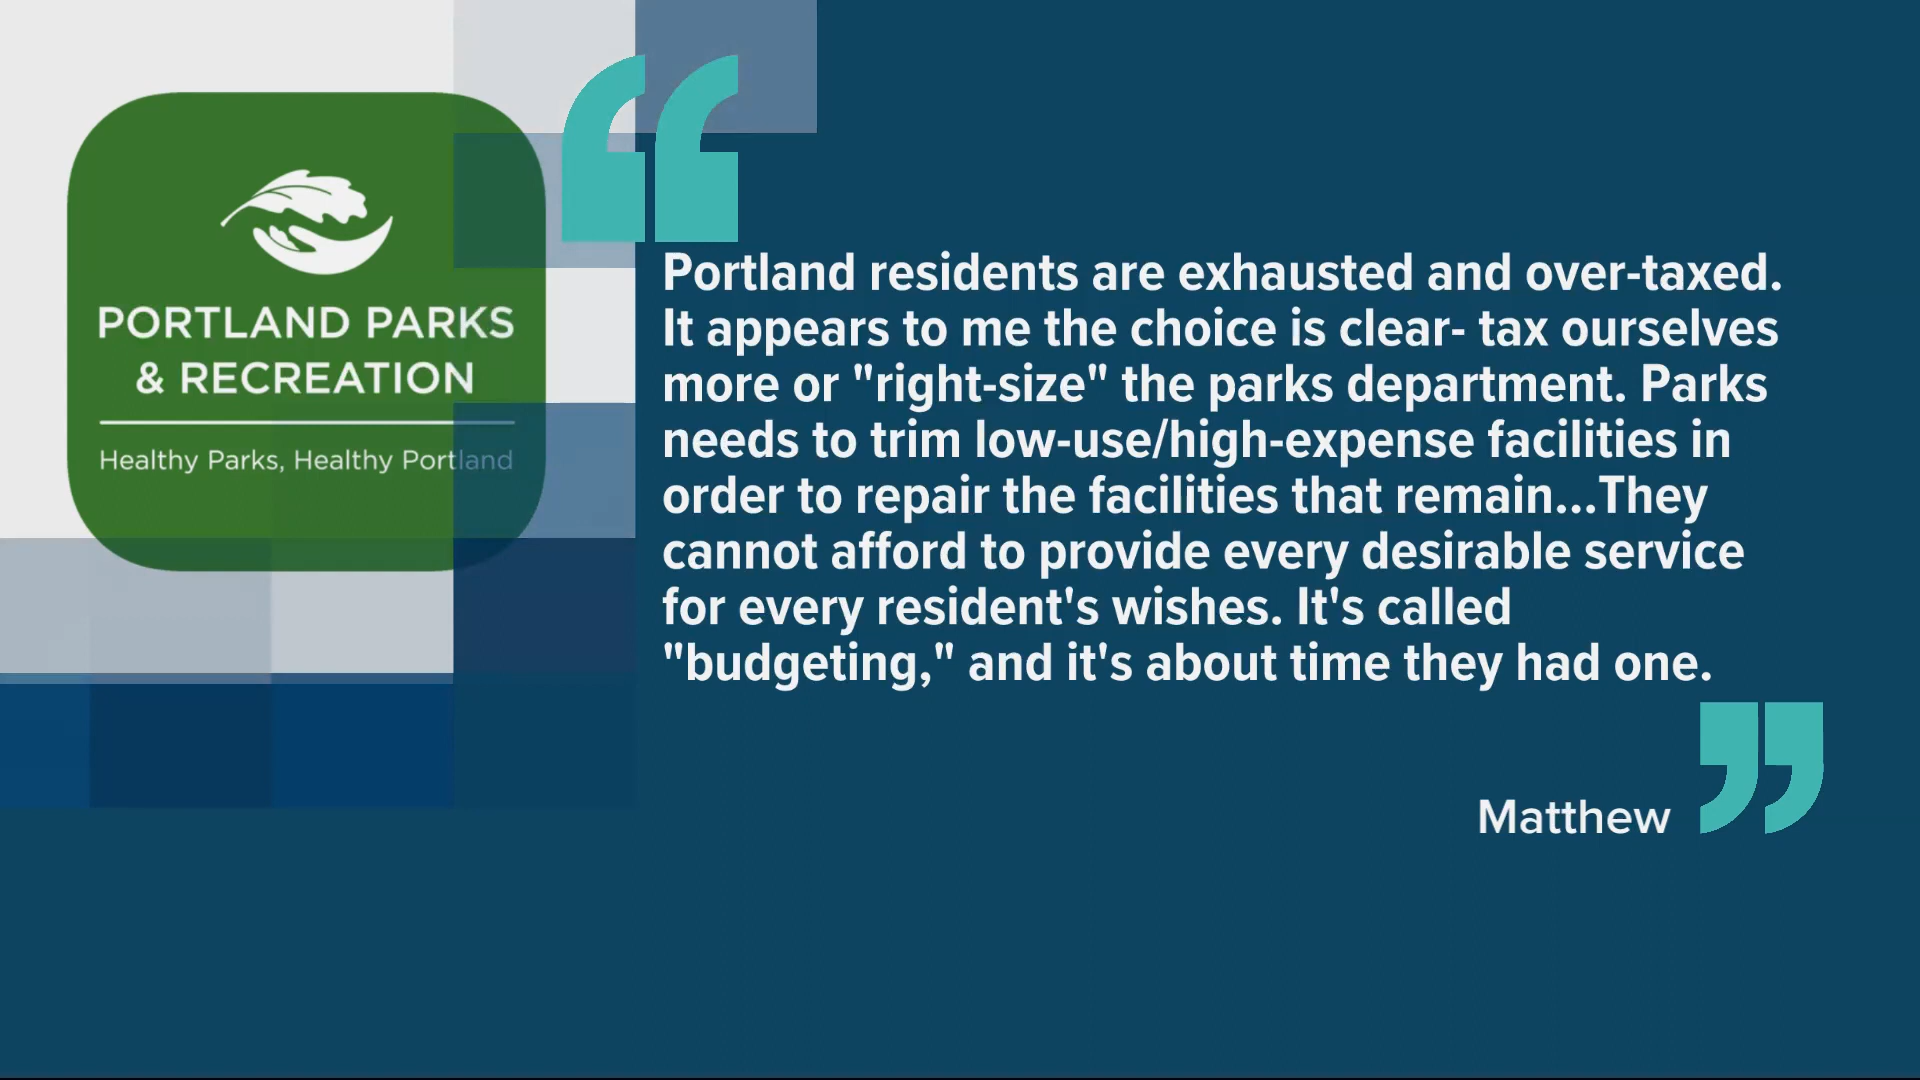 PORTLAND PARKS
& RECREATION
Healthy Parks, Healthy Portland
“
Portland residents are exhausted and over-taxed.
It appears to me the choice is clear- tax ourselves
more or "right-size" the parks department. Parks
needs to trim low-use/high-expense facilities in
order to repair the facilities that remain...They
cannot afford to provide every desirable service
for every resident's wishes. It's called
"budgeting," and it's about time they had one.
”
Matthew